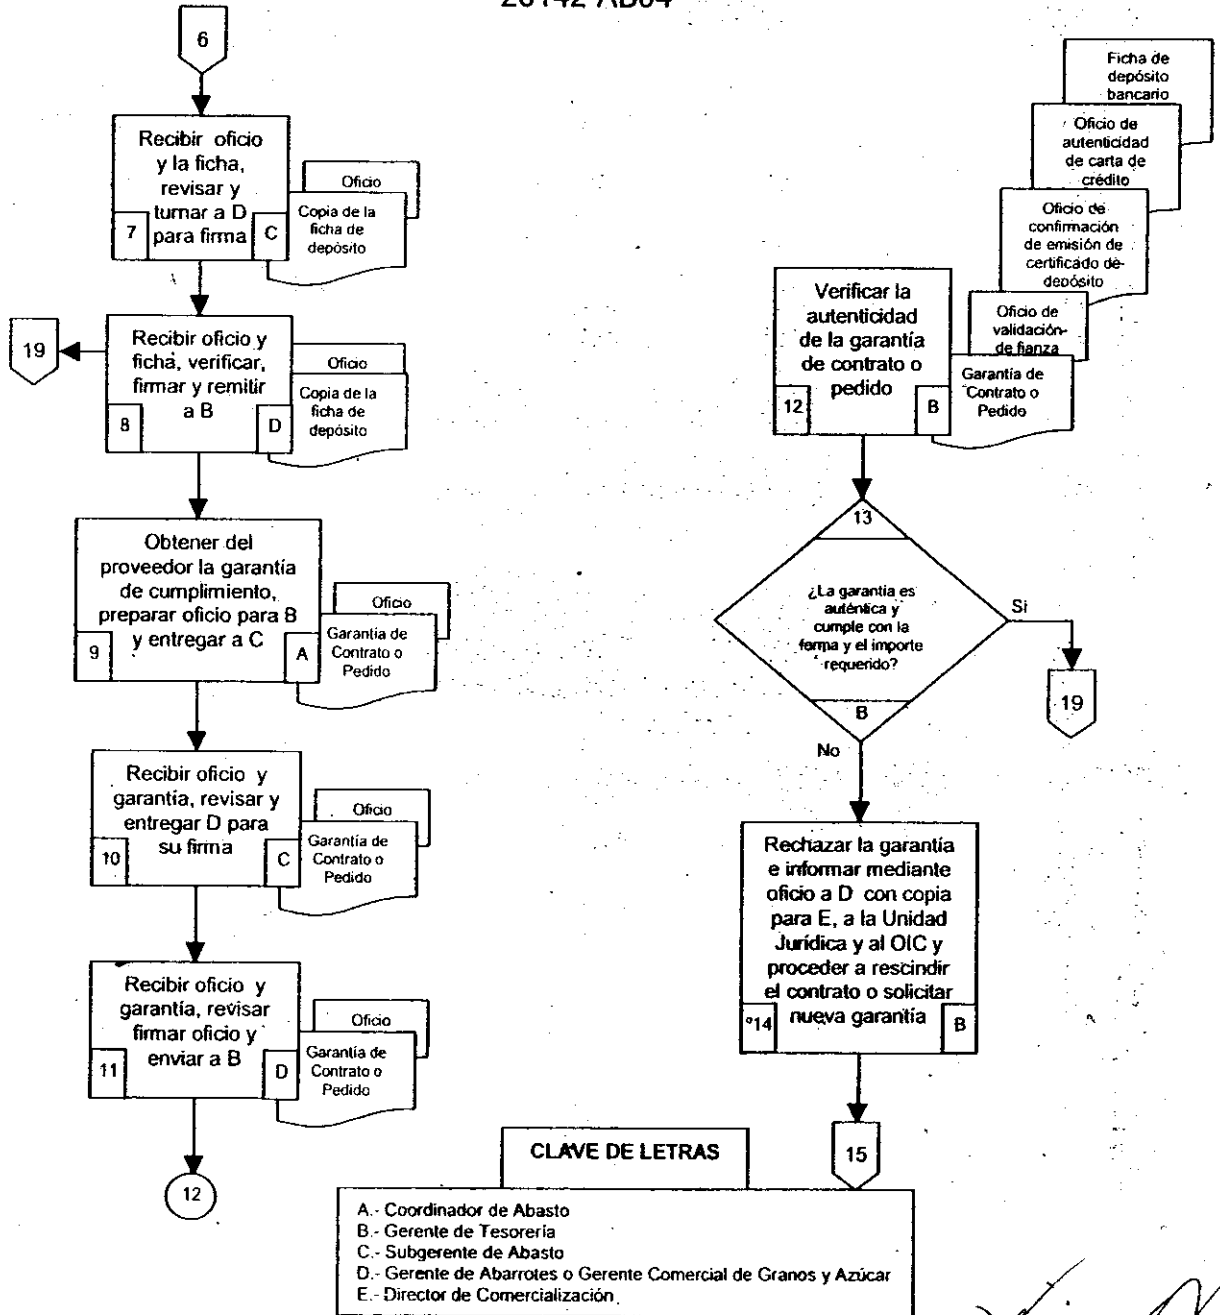 6
Recibir oficio
y la ficha,
revisar y
turnar a D
para firma
7
C
Oficio
Copia de la
ficha de
depósito
Recibir oficio y
ficha, verificar,
firmar y remitir
a B
8
D
19
Oficio
Copia de la
ficha de
depósito
Obtener del
proveedor la garantía
de cumplimiento,
preparar oficio para B
y entregar a C
9
A
Oficio
Garantía de
Contrato o
Pedido
Recibir oficio y
garantía, revisar y
entregar D para
su firma
10
C
Oficio
Garantía de
Contrato o
Pedido
Recibir oficio y
garantía, revisar
firmar oficio y
enviar a B
11
D
Oficio
Garantía de
Contrato o
Pedido
12
Ficha de
depósito
bancario
Oficio de
autenticidad
de carta de
crédito
Oficio de
confirmación
de emisión de
certificado de
depósito
Oficio de
validación
de fianza
Garantía de
Contrato o
Pedido
Verificar la
autenticidad
de la garantía
de contrato o
pedido
12
B
13
¿La garantía es
auténtica y
cumple con la
forma y el importe
requerido?
B
Si
19
No
Rechazar la garantía
e informar mediante
oficio a D con copia
para E, a la Unidad
Jurídica y al OIC y
proceder a rescindir
el contrato o solicitar
nueva garantía
14
B
15
CLAVE DE LETRAS
A.- Coordinador de Abasto
B.- Gerente de Tesorería
C.- Subgerente de Abasto
D.- Gerente de Abarrotes o Gerente Comercial de Granos y Azúcar
E.- Director de Comercialización